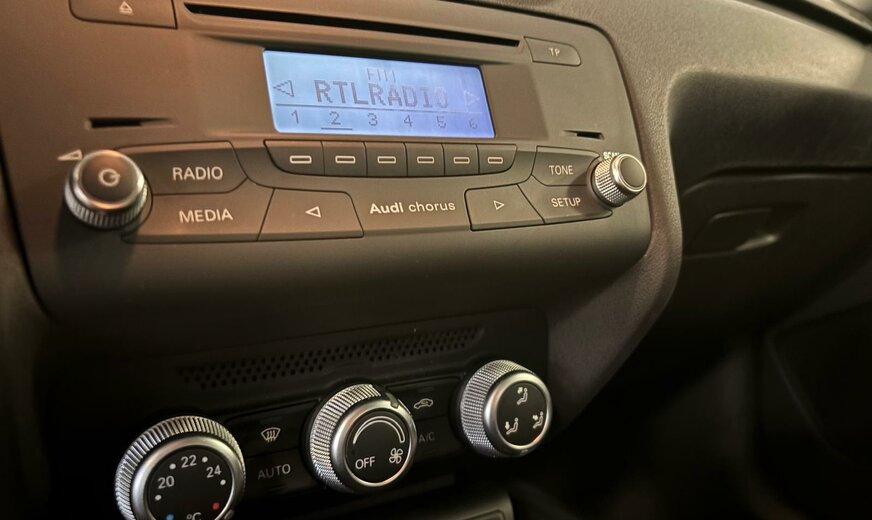 TP
FM
RTLRADIO
1 2 3 4 5 6
RADIO
TONE
SCAN
MEDIA
Audi chorus
SETUP
A/C
AUTO
OFF
20 22 24
°C